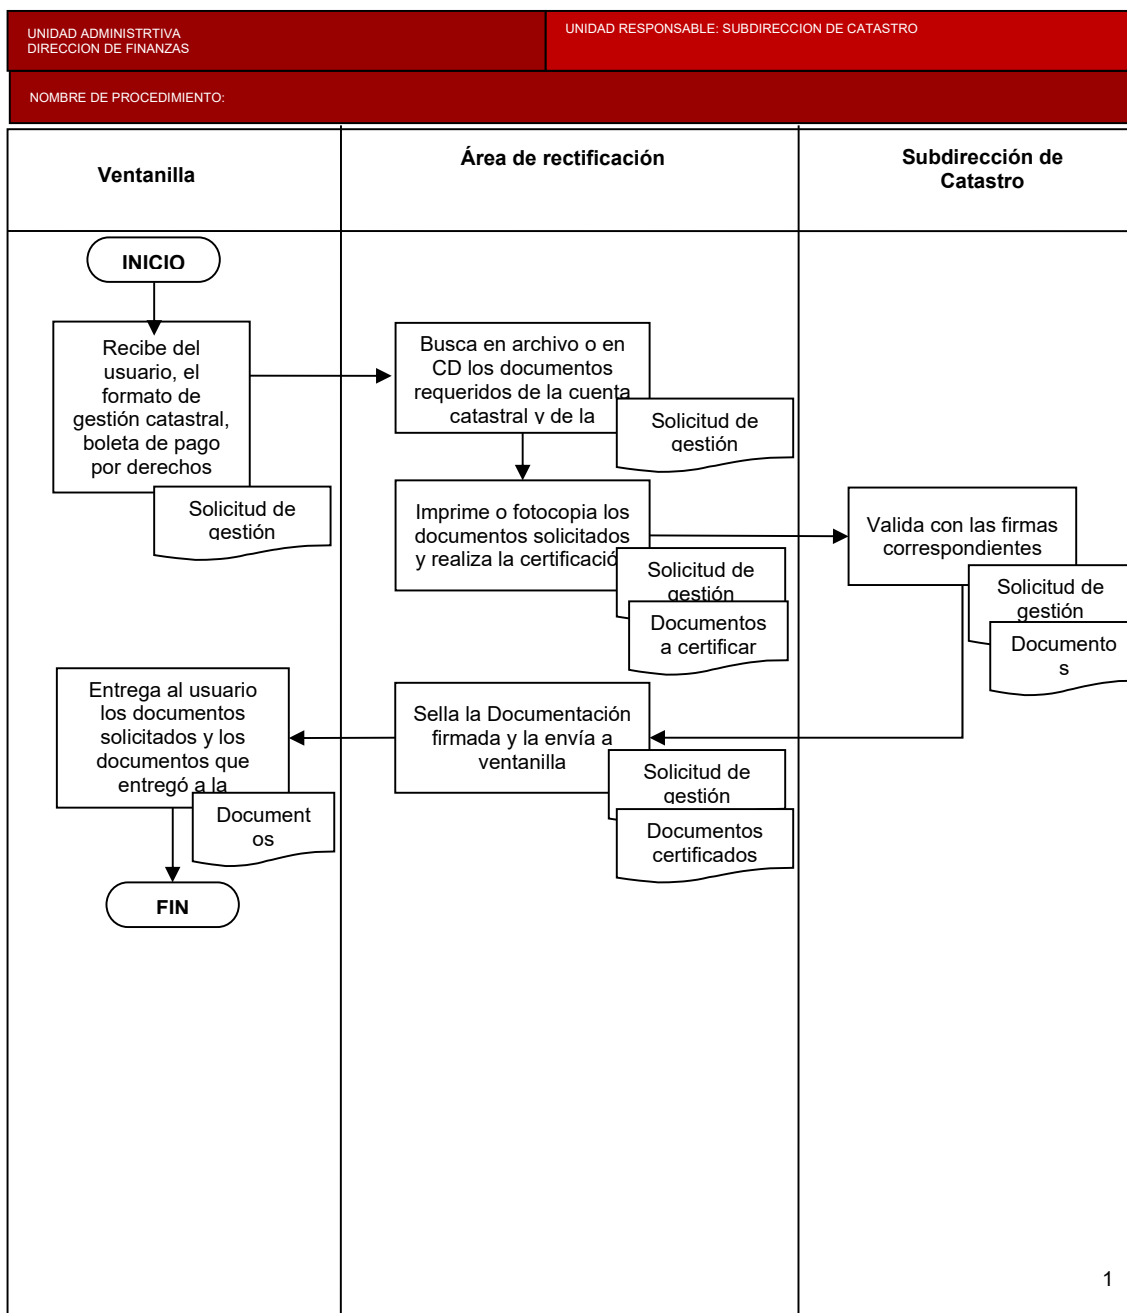 UNIDAD ADMINISTRTIVA
DIRECCION DE FINANZAS
UNIDAD RESPONSABLE: SUBDIRECCION DE CATASTRO
NOMBRE DE PROCEDIMIENTO:
Ventanilla
Área de rectificación
Subdirección de
Catastro
INICIO
Recibe del
usuario, el
formato de
gestión catastral,
boleta de pago
por derechos
Solicitud de
gestión
Busca en archivo o en
CD los documentos
requeridos de la cuenta
catastral y de la
Solicitud de
gestión
Imprime o fotocopia los
documentos solicitados
y realiza la certificación
Solicitud de
gestión
Documentos
a certificar
Valida con las firmas
correspondientes
Solicitud de
gestión
Documento
s
Sella la Documentación
firmada y la envía a
ventanilla
Solicitud de
gestión
Documentos
certificados
Entrega al usuario
los documentos
solicitados y los
documentos que
entregó a la
Document
os
FIN
1